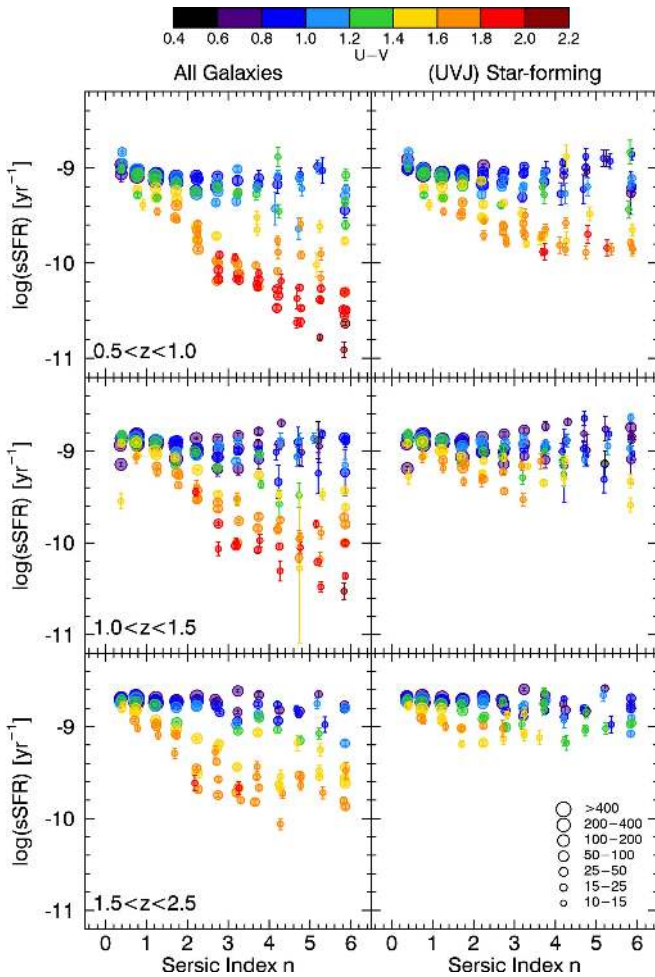 0.4 0.6 0.8 1.0 1.2 1.4 1.6 1.8 2.0 2.2
U−V
All Galaxies (UVJ) Star-forming
-9
-10
-11
log(sSFR) [yr⁻¹]
0.5<z<1.0
-9
-10
-11
log(sSFR) [yr⁻¹]
1.0<z<1.5
-9
-10
-11
log(sSFR) [yr⁻¹]
1.5<z<2.5
>400
200−400
100−200
50−100
25−50
15−25
10−15
0 1 2 3 4 5 6 0 1 2 3 4 5 6
Sersic Index n Sersic Index n